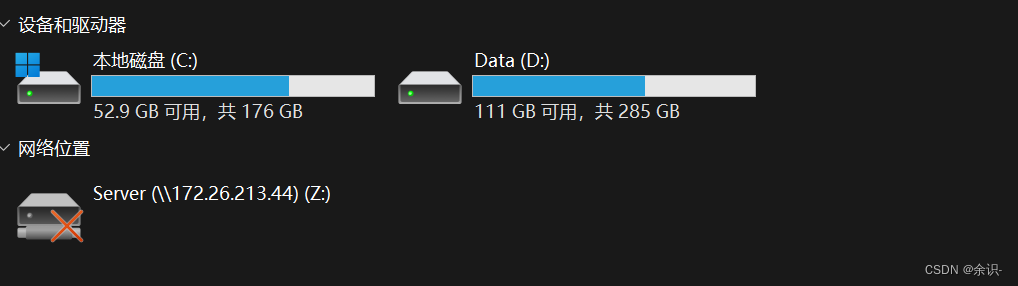 设备和驱动器
本地磁盘 (C:)
52.9 GB 可用，共 176 GB
Data (D:)
111 GB 可用，共 285 GB
网络位置
Server (\\172.26.213.44) (Z:)
CSDN @余识-